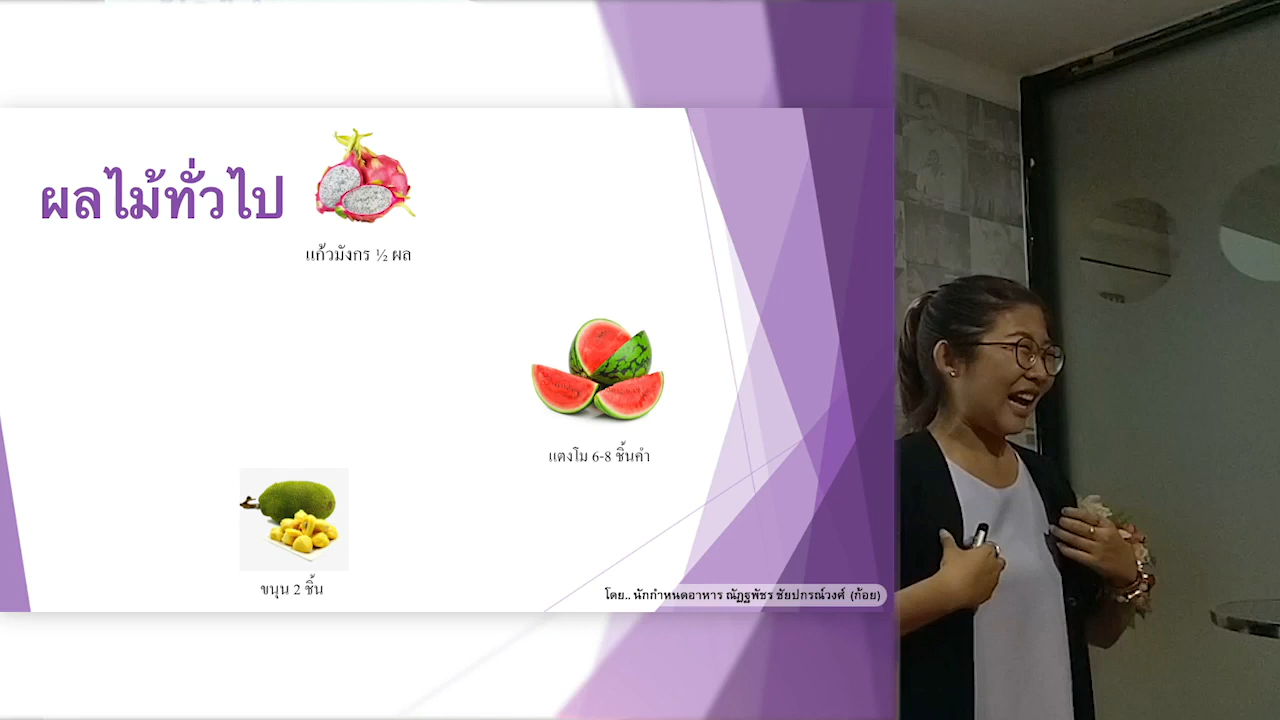 ผลไม้ทั่วไป
แก้วมังกร ½ ผล
แตงโม 6-8 ชิ้นคำ
ขนุน 2 ชิ้น
โดย.. นักกำหนดอาหาร ณัฏฐพัชร ชัยปกรณ์วงศ์ (ก้อย)